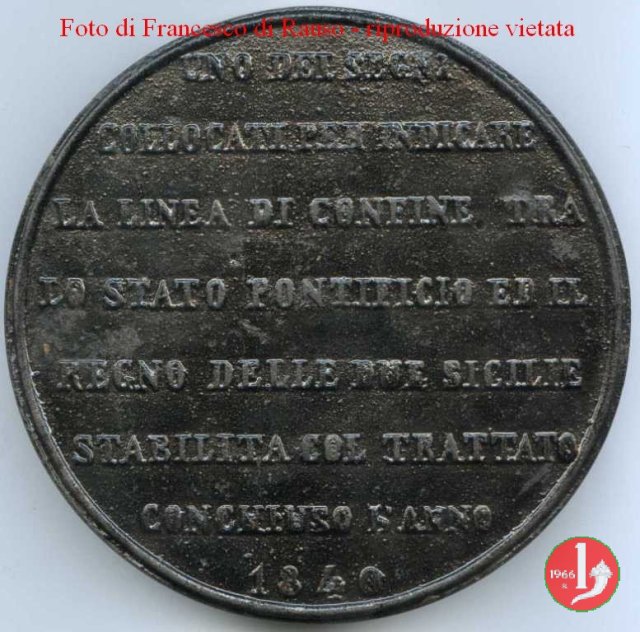 Foto di Francesco di Rauso - riproduzione vietata
UNO DEI SEGNI
COLLOCATI PER INDICARE
LA LINEA DI CONFINE TRA
LO STATO PONTIFICIO ED IL
REGNO DELLE DUE SICILIE
STABILITA COL TRATTATO
CONCHIUSO L'ANNO
1840
1966